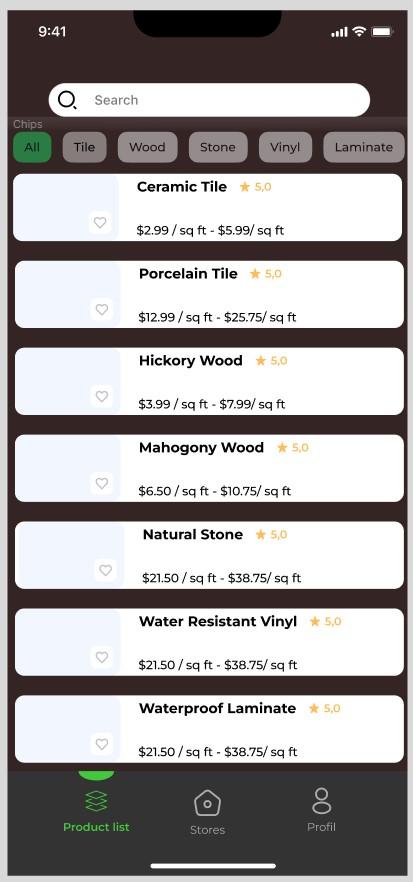 9:41
Search
Chips
All Tile Wood Stone Vinyl Laminate
Ceramic Tile 5,0
$2.99 / sq ft - $5.99/ sq ft
Porcelain Tile 5,0
$12.99 / sq ft - $25.75/ sq ft
Hickory Wood 5,0
$3.99 / sq ft - $7.99/ sq ft
Mahogony Wood 5,0
$6.50 / sq ft - $10.75/ sq ft
Natural Stone 5,0
$21.50 / sq ft - $38.75/ sq ft
Water Resistant Vinyl 5,0
$21.50 / sq ft - $38.75/ sq ft
Waterproof Laminate 5,0
$21.50 / sq ft - $38.75/ sq ft
Product list Stores Profil